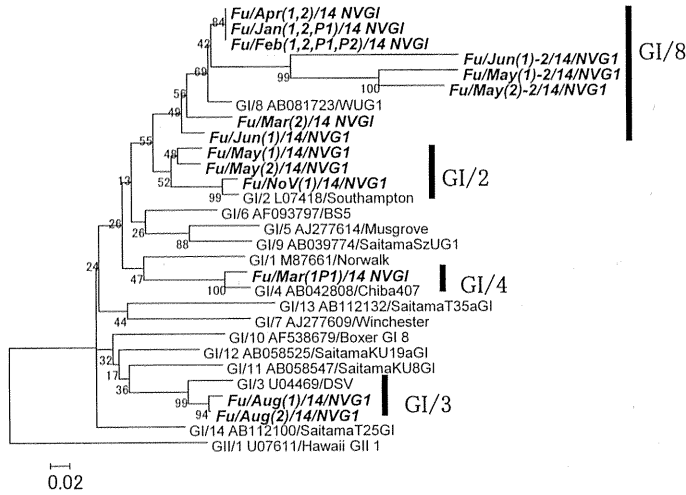 Fu/Apr(1,2)/14 NVGI
84
Fu/Jan(1,2,P1)/14 NVGI
Fu/Feb(1,2,P1,P2)/14 NVGI
42
GI/8
Fu/Jun(1)-2/14/NVG1
99
Fu/May(1)-2/14/NVG1
69
100
Fu/May(2)-2/14/NVG1
56
GI/8 AB081723/WUG1
49
Fu/Mar(2)/14 NVGI
Fu/Jun(1)/14/NVG1
55
Fu/May(1)/14/NVG1
48
Fu/May(2)/14/NVG1
GI/2
52
Fu/NoV(1)/14/NVG1
13
99
GI/2 L07418/Southampton
GI/6 AF093797/BS5
26
26
GI/5 AJ277614/Musgrove
88
GI/9 AB039774/SaitamaSzUG1
GI/1 M87661/Norwalk
24
47
Fu/Mar(1P1)/14 NVGI
GI/4
100
GI/4 AB042808/Chiba407
GI/13 AB112132/SaitamaT35aGI
44
GI/7 AJ277609/Winchester
GI/10 AF538679/Boxer GI 8
32
GI/12 AB058525/SaitamaKU19aGI
17
GI/11 AB058547/SaitamaKU8GI
36
GI/3 U04469/DSV
99
Fu/Aug(1)/14/NVG1
GI/3
94
Fu/Aug(2)/14/NVG1
GI/14 AB112100/SaitamaT25GI
GII/1 U07611/Hawaii GII 1
0.02